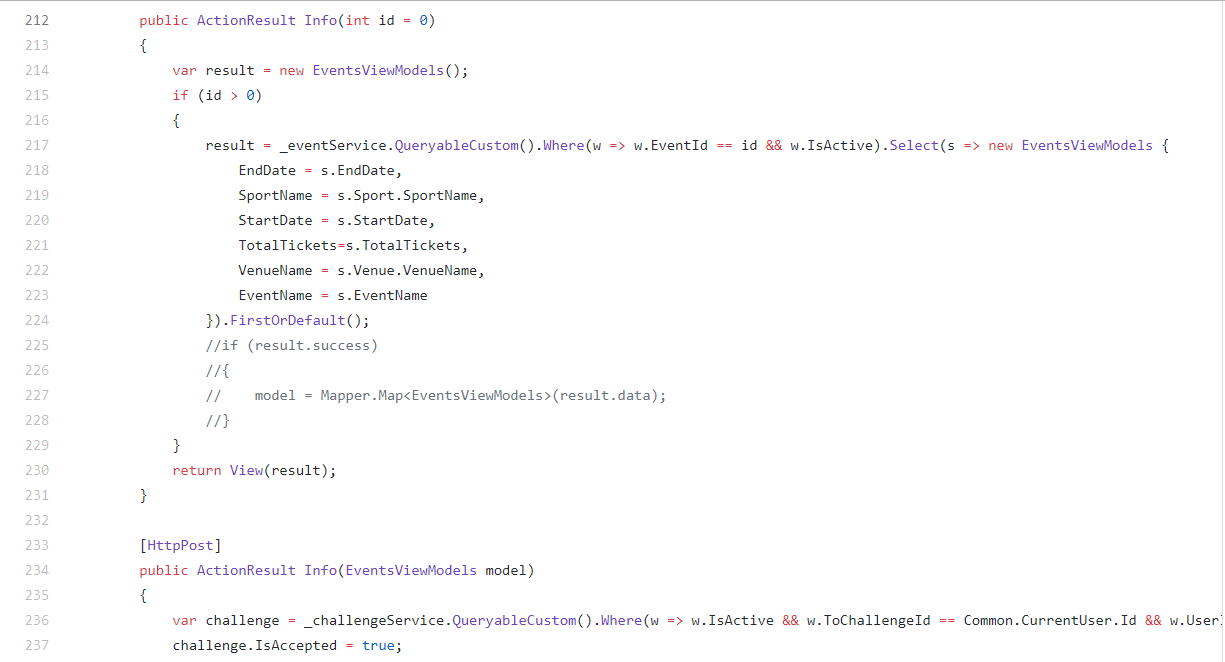 212 public ActionResult Info(int id = 0)
213 {
214 var result = new EventsViewModels();
215 if (id > 0)
216 {
217 result = _eventService.QueryableCustom().Where(w => w.EventId == id && w.IsActive).Select(s => new EventsViewModels {
218 EndDate = s.EndDate,
219 SportName = s.Sport.SportName,
220 StartDate = s.StartDate,
221 TotalTickets=s.TotalTickets,
222 VenueName = s.Venue.VenueName,
223 EventName = s.EventName
224 }).FirstOrDefault();
225 //if (result.success)
226 //{
227 //    model = Mapper.Map<EventsViewModels>(result.data);
228 //}
229 }
230 return View(result);
231 }
232
233 [HttpPost]
234 public ActionResult Info(EventsViewModels model)
235 {
236 var challenge = _challengeService.QueryableCustom().Where(w => w.IsActive && w.ToChallengeId == Common.CurrentUser.Id && w.User
237 challenge.IsAccepted = true;